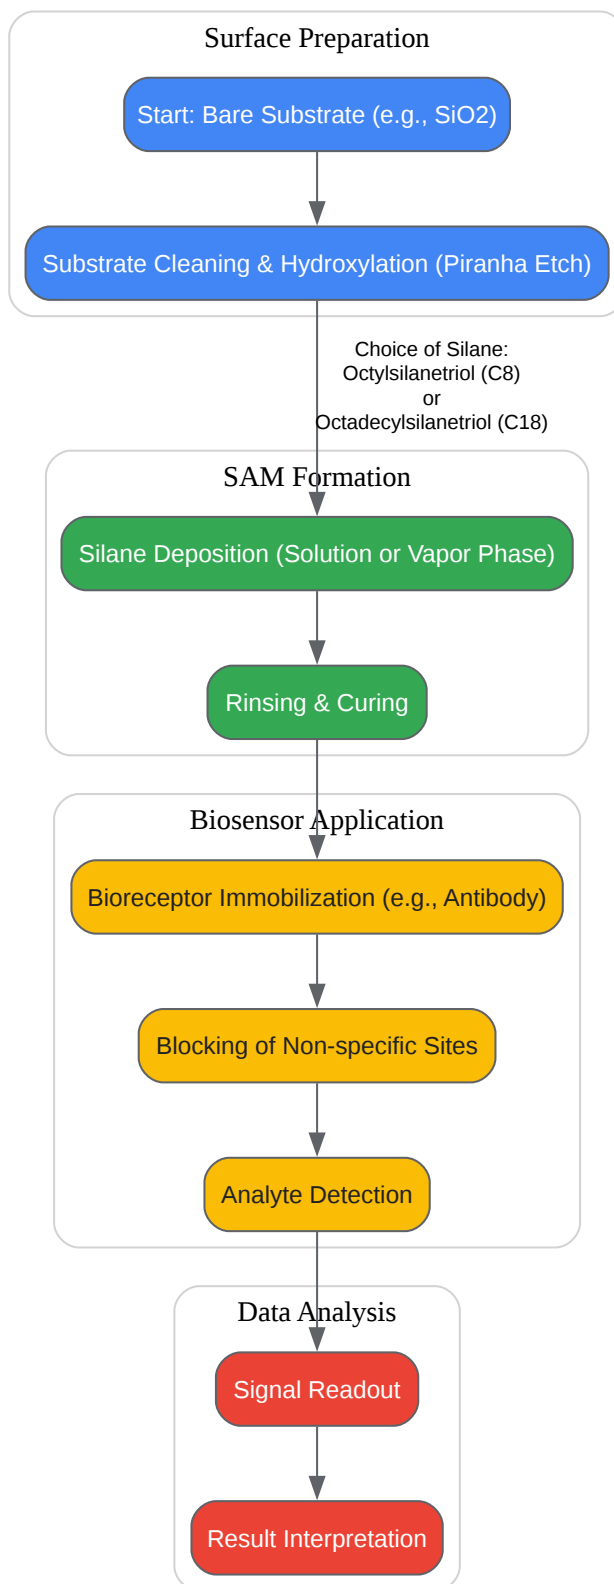 Surface Preparation
Start: Bare Substrate (e.g., SiO2)
Substrate Cleaning & Hydroxylation (Piranha Etch)
Choice of Silane:
Octylsilanetriol (C8)
or
Octadecylsilanetriol (C18)
SAM Formation
Silane Deposition (Solution or Vapor Phase)
Rinsing & Curing
Biosensor Application
Bioreceptor Immobilization (e.g., Antibody)
Blocking of Non-specific Sites
Analyte Detection
Data Analysis
Signal Readout
Result Interpretation